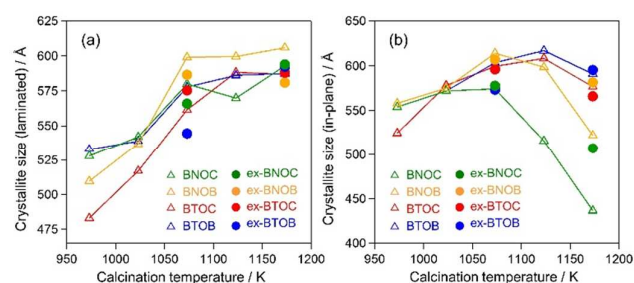 (a)
Crystallite size (laminated) / Å
625
600
575
550
525
500
475
BNOC ex-BNOC
BNOB ex-BNOB
BTOC ex-BTOC
BTOB ex-BTOB
950 1000 1050 1100 1150 1200
Calcination temperature / K
(b)
Crystallite size (in-plane) / Å
650
600
550
500
450
400
BNOC ex-BNOC
BNOB ex-BNOB
BTOC ex-BTOC
BTOB ex-BTOB
950 1000 1050 1100 1150 1200
Calcination temperature / K